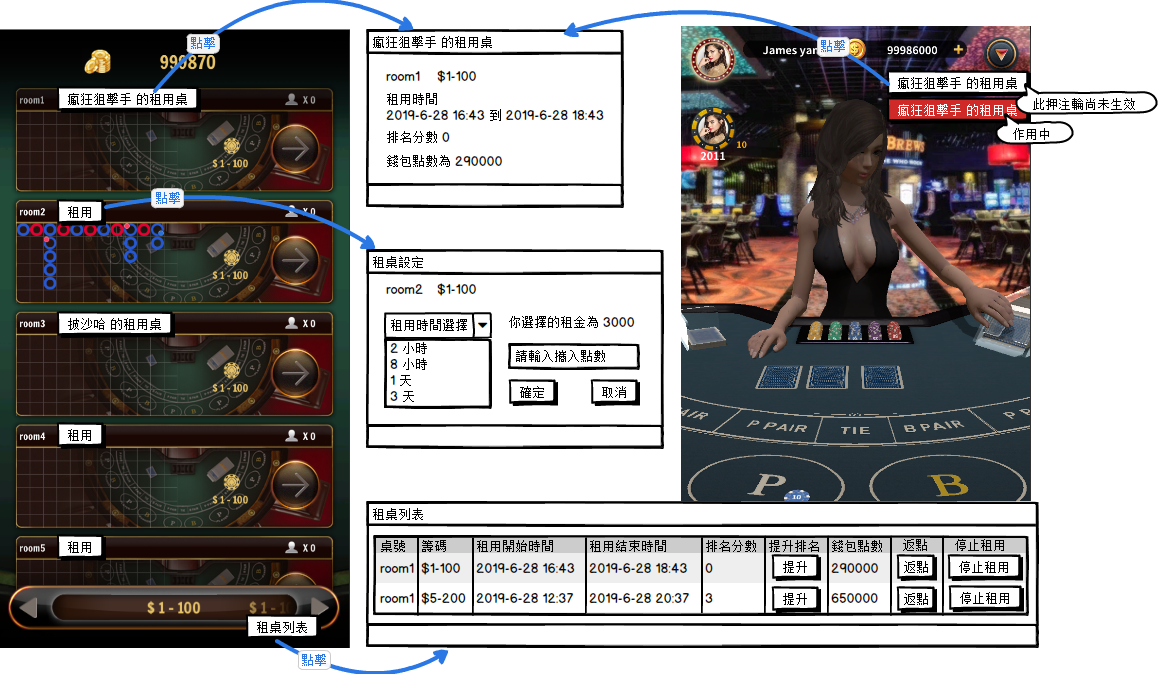 點擊
999870
room1
瘋狂狙擊手 的租用桌
X 0
$1-100
點擊
room2
租用
X 0
$1-100
room3
披沙哈 的租用桌
X 0
$1-100
room4
租用
X 0
$1-100
room5
租用
X 0
$1-100
$1-1
租桌列表
點擊
瘋狂狙擊手 的租用桌
room1 $1-100
租用時間
2019-6-28 16:43 到 2019-6-28 18:43
排名分數 0
錢包點數為 290000
租桌設定
room2 $1-100
租用時間選擇
2 小時
8 小時
1 天
3 天
你選擇的租金為 3000
請輸入攜入點數
確定
取消
James yan
點擊
99986000
+
瘋狂狙擊手 的租用桌
此押注輪尚未生效
瘋狂狙擊手 的租用桌
作用中
10
2011
BREWS
PAIR
P PAIR
TIE
B PAIR
P P
P
10
B
租桌列表
桌號 籌碼 租用開始時間 租用結束時間 排名分數 提升排名 錢包點數 返點 停止租用
room1 $1-100 2019-6-28 16:43 2019-6-28 18:43 0 提升 290000 返點 停止租用
room1 $5-200 2019-6-28 12:37 2019-6-28 20:37 3 提升 650000 返點 停止租用